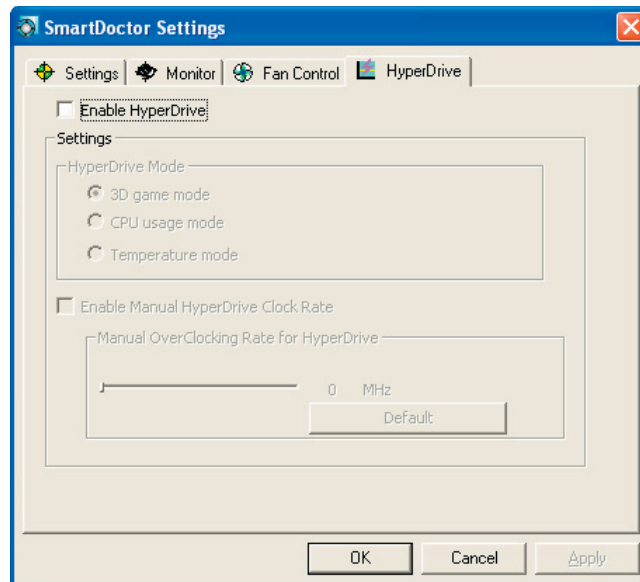 SmartDoctor Settings
Settings Monitor Fan Control HyperDrive
Enable HyperDrive
Settings
HyperDrive Mode
3D game mode
CPU usage mode
Temperature mode
Enable Manual HyperDrive Clock Rate
Manual OverClocking Rate for HyperDrive
0 MHz
Default
OK Cancel Apply